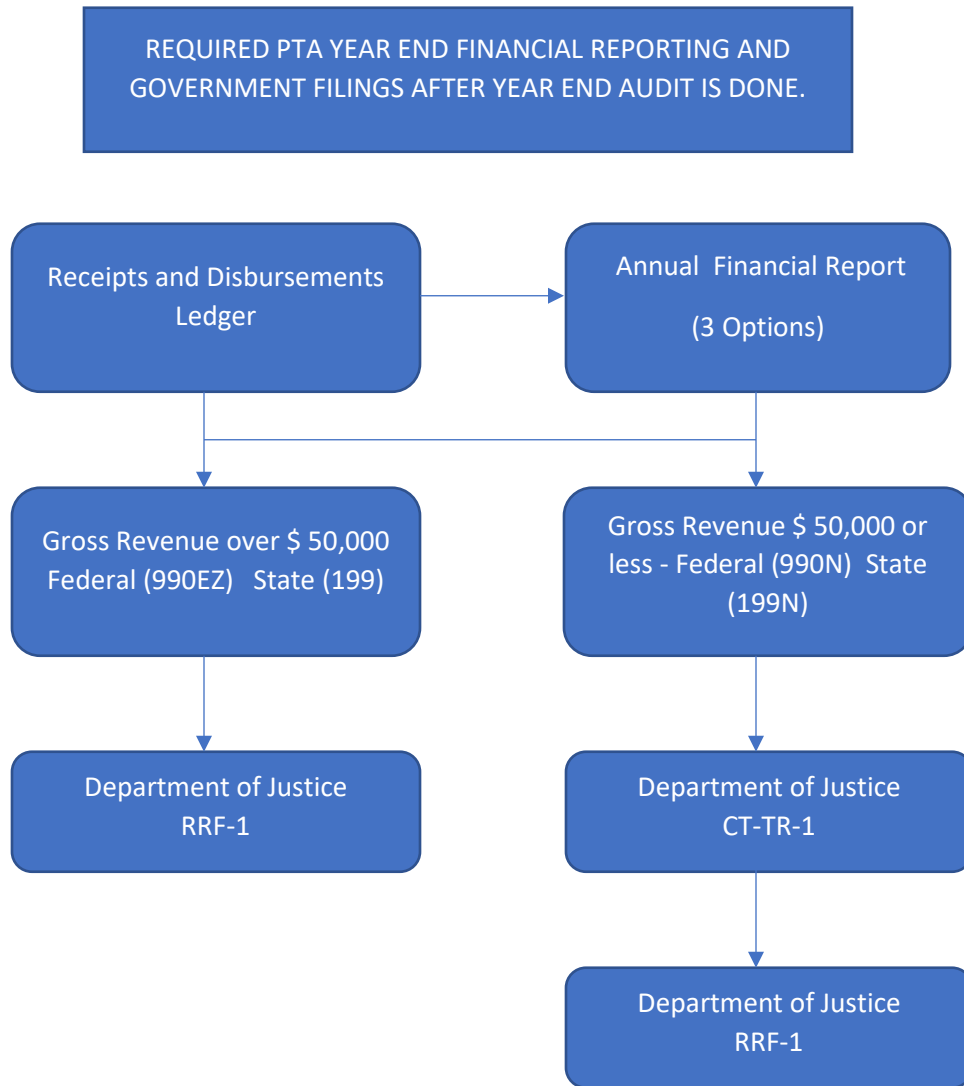 REQUIRED PTA YEAR END FINANCIAL REPORTING AND
GOVERNMENT FILINGS AFTER YEAR END AUDIT IS DONE.
Receipts and Disbursements
Ledger
Annual  Financial Report
(3 Options)
Gross Revenue over $ 50,000
Federal (990EZ)   State (199)
Gross Revenue $ 50,000 or
less - Federal (990N)  State
(199N)
Department of Justice
RRF-1
Department of Justice
CT-TR-1
Department of Justice
RRF-1